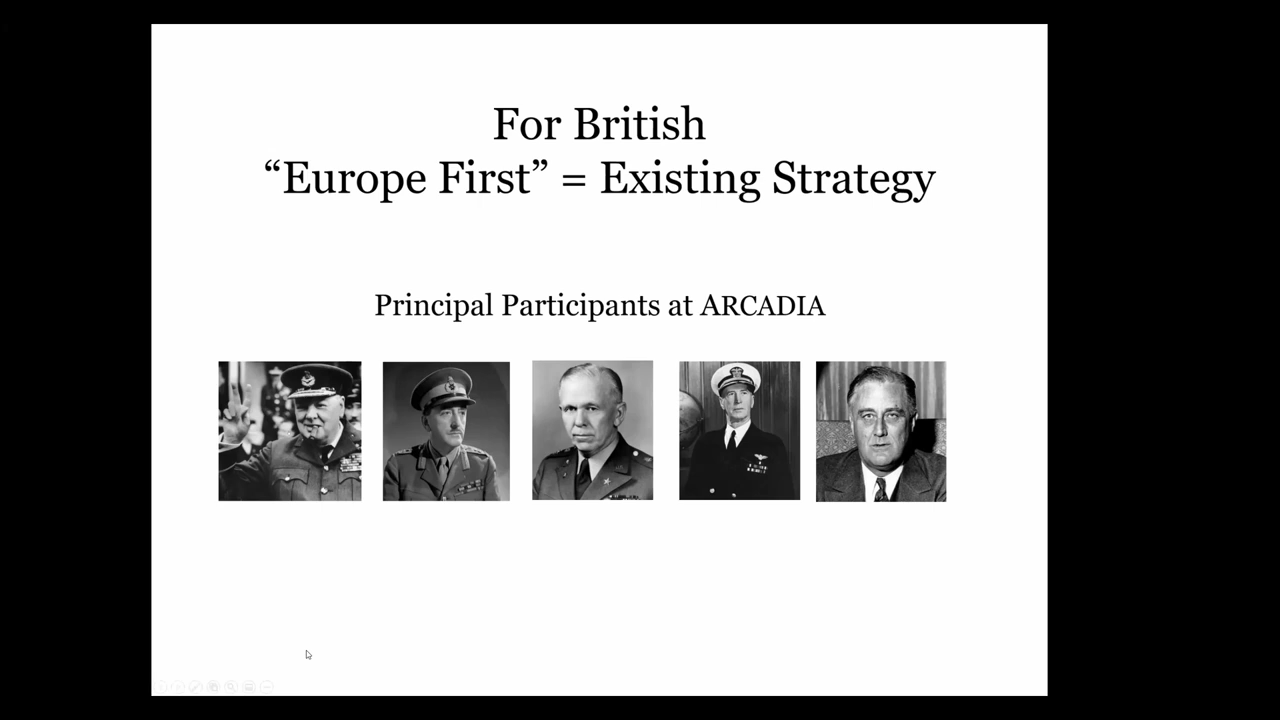 For British
“Europe First” = Existing Strategy
Principal Participants at ARCADIA